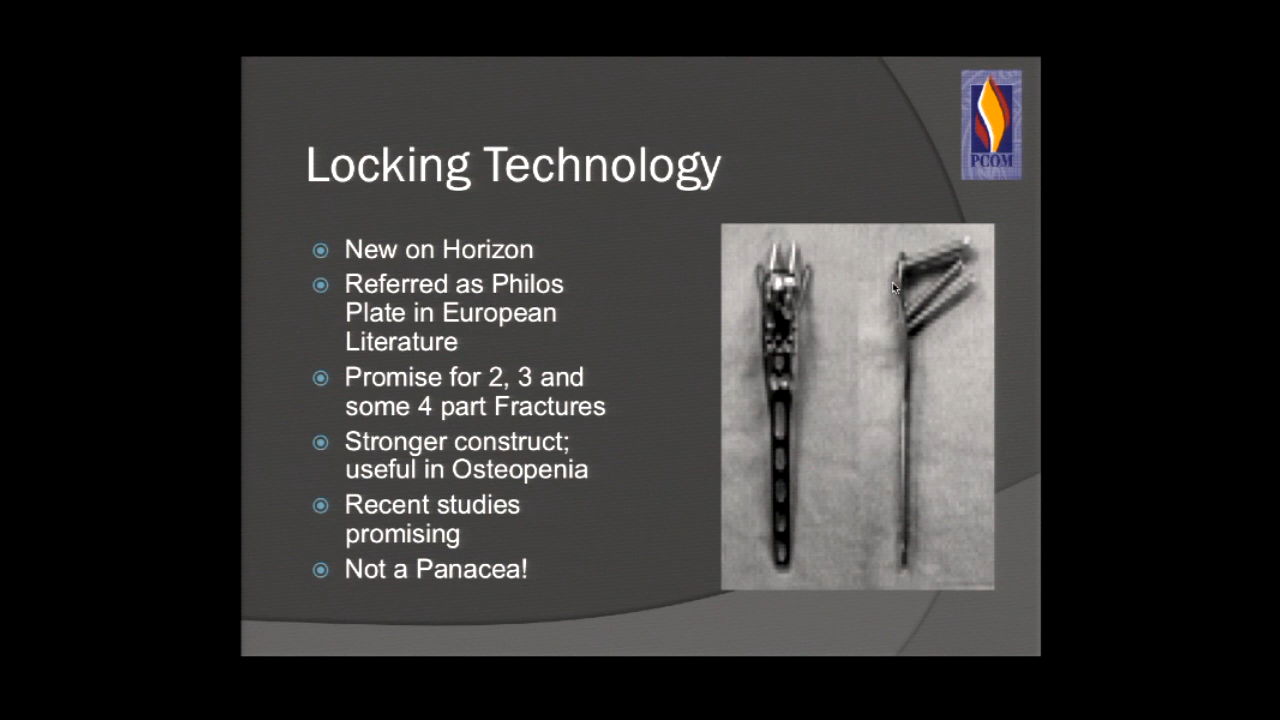 PCOM
Locking Technology
New on Horizon
Referred as Philos
Plate in European
Literature
Promise for 2, 3 and
some 4 part Fractures
Stronger construct;
useful in Osteopenia
Recent studies
promising
Not a Panacea!